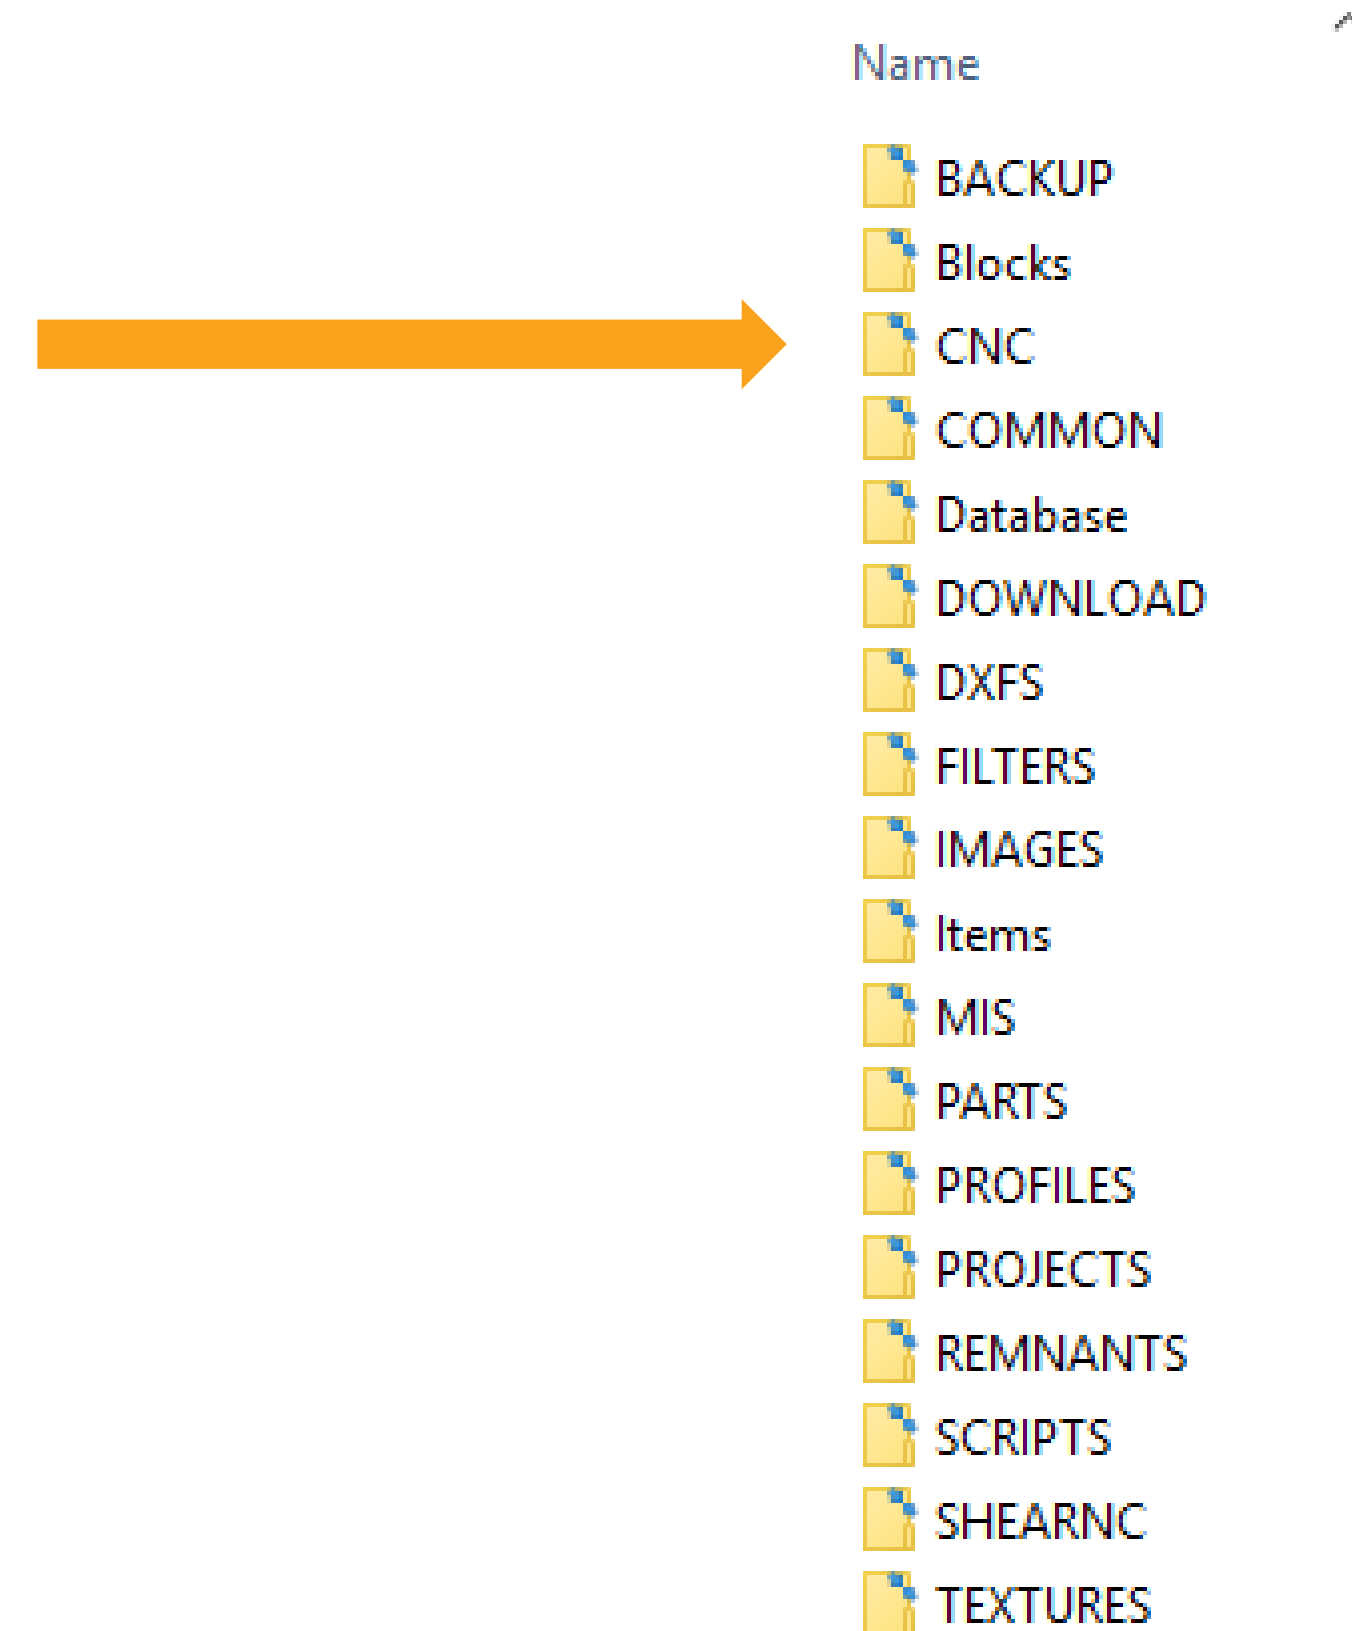 Name
BACKUP
Blocks
CNC
COMMON
Database
DOWNLOAD
DXFS
FILTERS
IMAGES
Items
MIS
PARTS
PROFILES
PROJECTS
REMNANTS
SCRIPTS
SHEARNC
TEXTURES